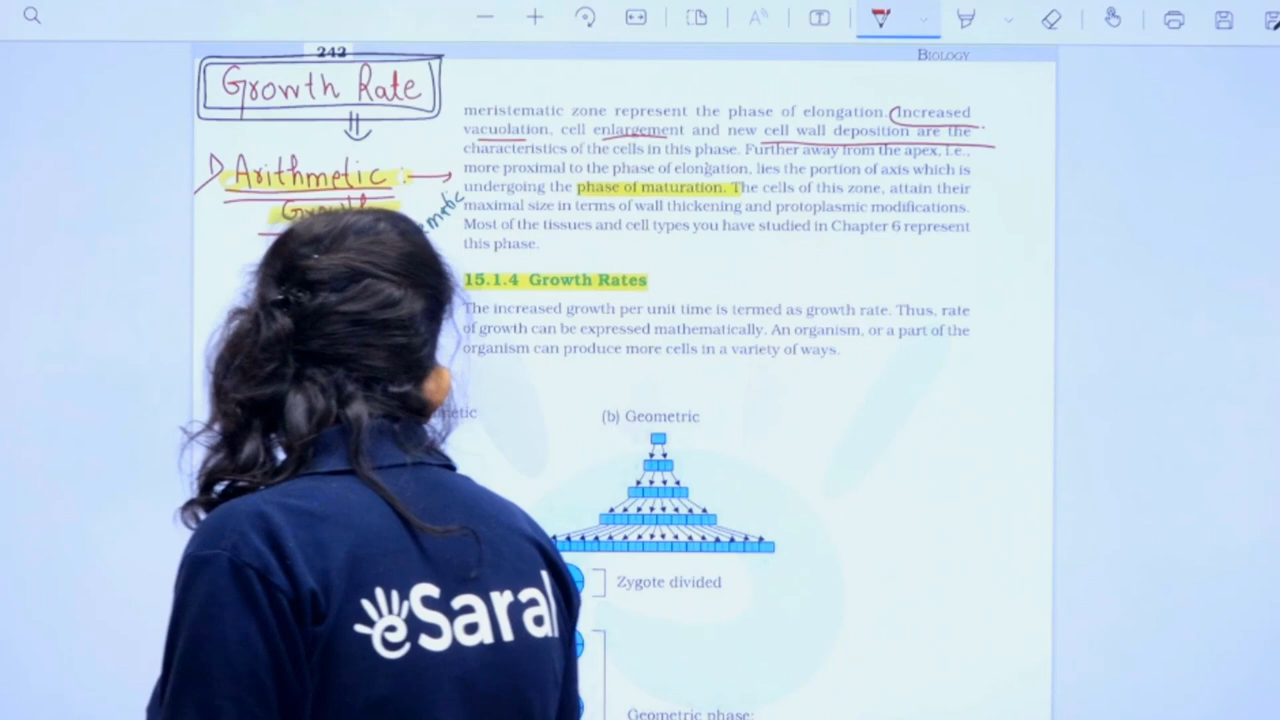 242
BIOLOGY
Growth Rate
1) Arithmetic :→
Growth
meristematic zone represent the phase of elongation. Increased
vacuolation, cell enlargement and new cell wall deposition are the
characteristics of the cells in this phase. Further away from the apex, i.e.,
more proximal to the phase of elongation, lies the portion of axis which is
undergoing the phase of maturation. The cells of this zone, attain their
maximal size in terms of wall thickening and protoplasmic modifications.
Most of the tissues and cell types you have studied in Chapter 6 represent
this phase.
15.1.4 Growth Rates
The increased growth per unit time is termed as growth rate. Thus, rate
of growth can be expressed mathematically. An organism, or a part of the
organism can produce more cells in a variety of ways.
(b) Geometric
Zygote divided
Geometric phase:
eSaral